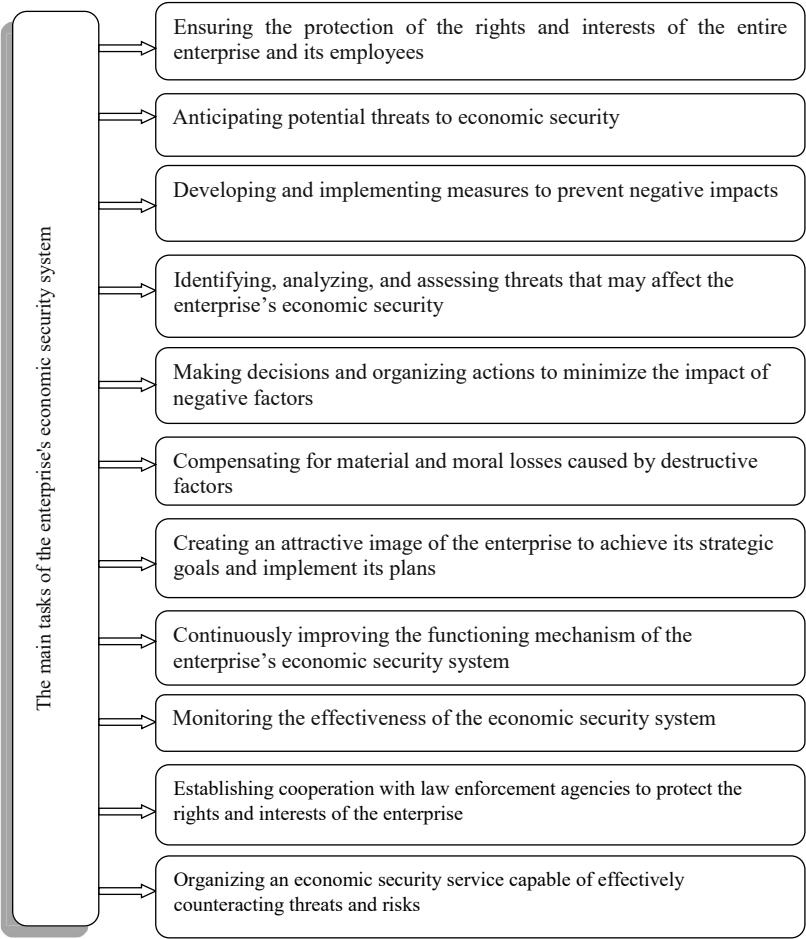 The main tasks of the enterprise's economic security system
Ensuring the protection of the rights and interests of the entire
enterprise and its employees
Anticipating potential threats to economic security
Developing and implementing measures to prevent negative impacts
Identifying, analyzing, and assessing threats that may affect the
enterprise’s economic security
Making decisions and organizing actions to minimize the impact of
negative factors
Compensating for material and moral losses caused by destructive
factors
Creating an attractive image of the enterprise to achieve its strategic
goals and implement its plans
Continuously improving the functioning mechanism of the
enterprise’s economic security system
Monitoring the effectiveness of the economic security system
Establishing cooperation with law enforcement agencies to protect the
rights and interests of the enterprise
Organizing an economic security service capable of effectively
counteracting threats and risks